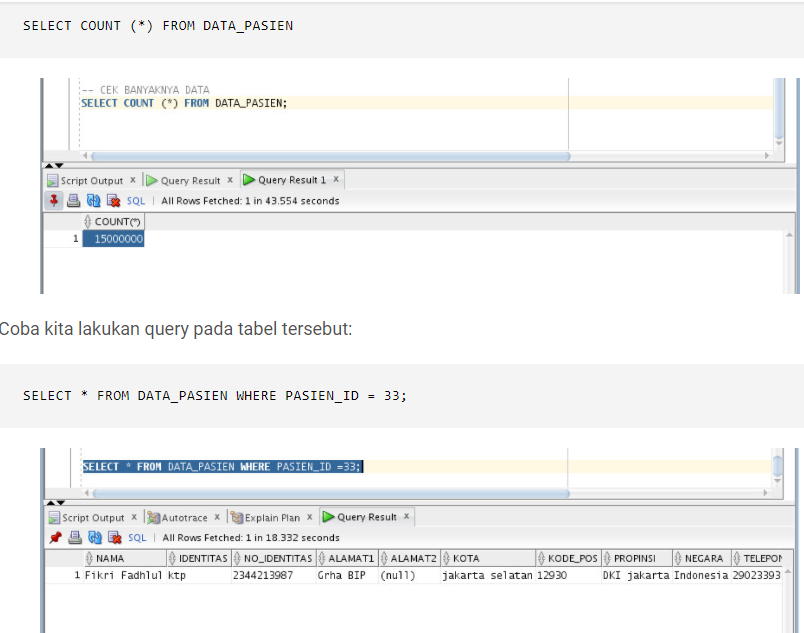 SELECT COUNT (*) FROM DATA_PASIEN
-- CEK BANYAKNYA DATA
SELECT COUNT (*) FROM DATA_PASIEN;
Script Output x Query Result x Query Result 1 x
SQL | All Rows Fetched: 1 in 43.554 seconds
COUNT(*)
1 15000000
Coba kita lakukan query pada tabel tersebut:
SELECT * FROM DATA_PASIEN WHERE PASIEN_ID = 33;
SELECT * FROM DATA_PASIEN WHERE PASIEN_ID =33;
Script Output x Autotrace x Explain Plan x Query Result x
SQL | All Rows Fetched: 1 in 18.332 seconds
NAMA IDENTITAS NO_IDENTITAS ALAMAT1 ALAMAT2 KOTA KODE_POS PROPINSI NEGARA TELEPON
1 Fikri Fadhlul ktp 2344213987 Grha BIP (null) jakarta selatan 12930 DKI jakarta Indonesia 29023393